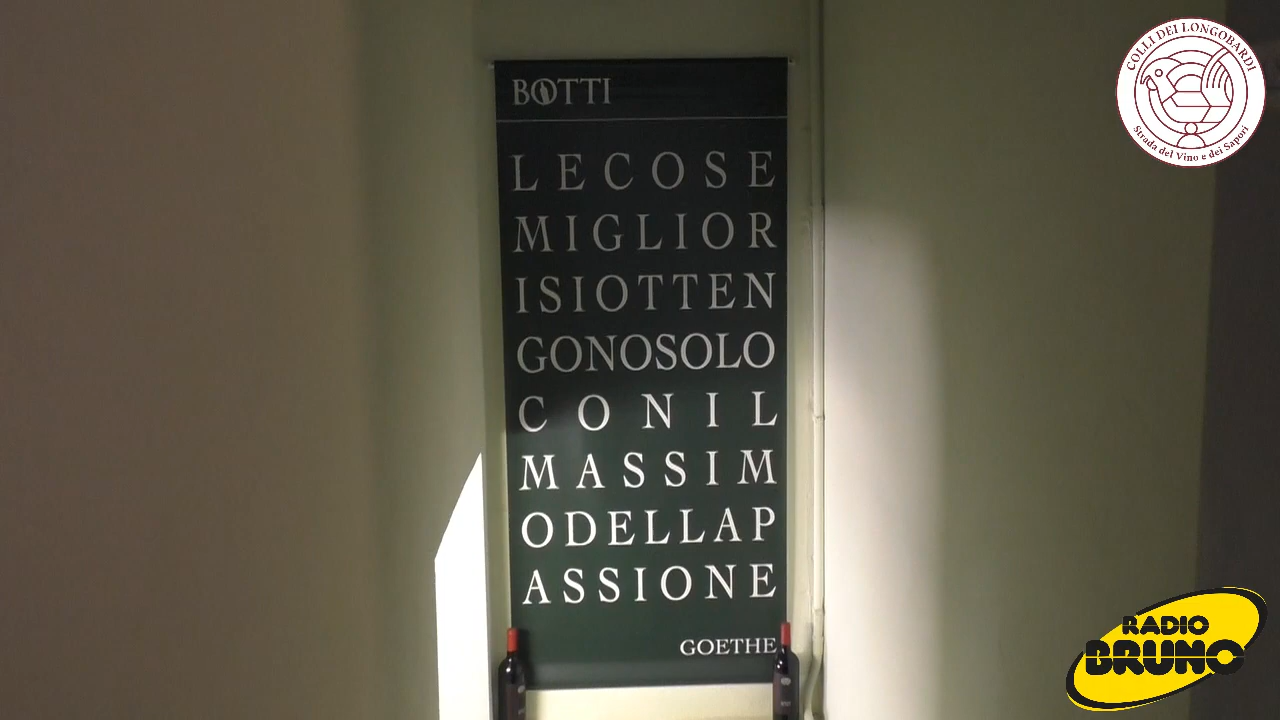 BOTTI
LECOSE
MIGLIOR
ISIOTTEN
GONOSOLO
CONIL
MASSIM
ODELLAP
ASSIONE
GOETHE
COLLI DEI LONGOBARDI
Strada del Vino e dei Sapori
RADIO
BRUNO